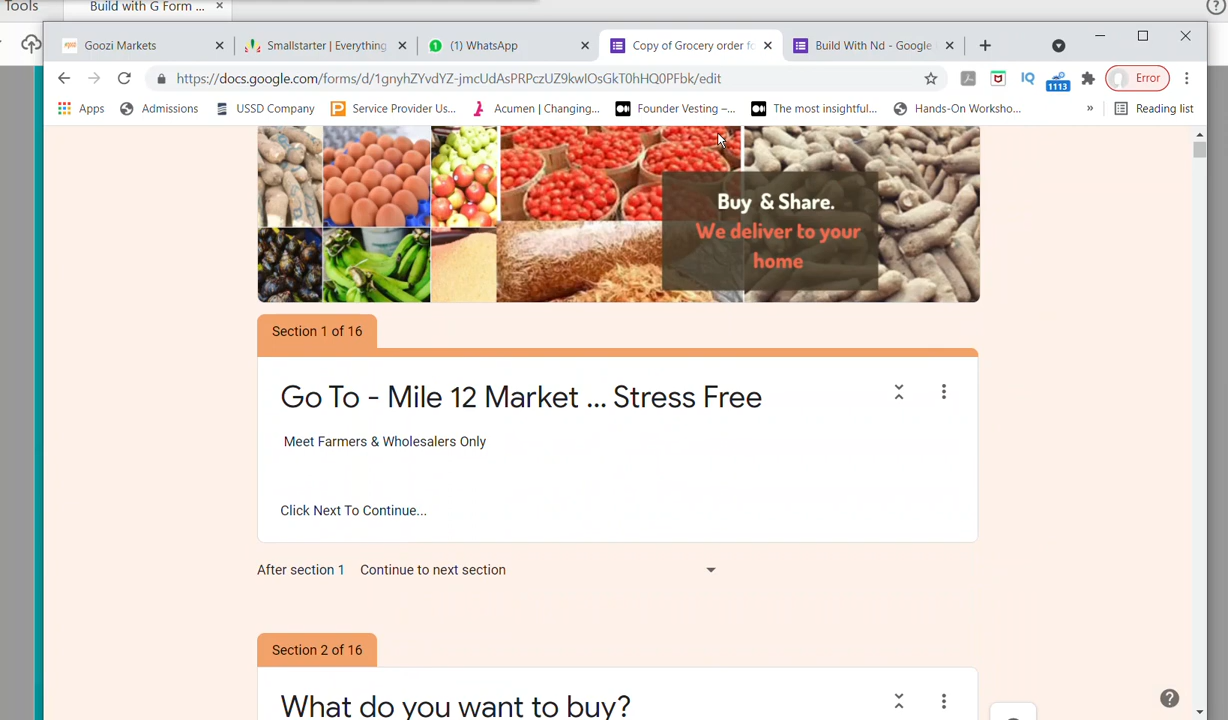 Tools
Build with G Form ...
Goozi Markets
Smallstarter | Everything
(1) WhatsApp
Copy of Grocery order fo
Build With Nd - Google
https://docs.google.com/forms/d/1gnyhZYvdYZ-jmcUdAsPRPczUZ9kwIOsGkT0hHQ0PFbk/edit
IQ
1113
Error
Apps
Admissions
USSD Company
Service Provider Us...
Acumen | Changing...
Founder Vesting –...
The most insightful...
Hands-On Worksho...
»
Reading list
Buy & Share.
We deliver to your
home
Section 1 of 16
Go To - Mile 12 Market ... Stress Free
Meet Farmers & Wholesalers Only
Click Next To Continue...
After section 1 Continue to next section
Section 2 of 16
What do you want to buy?